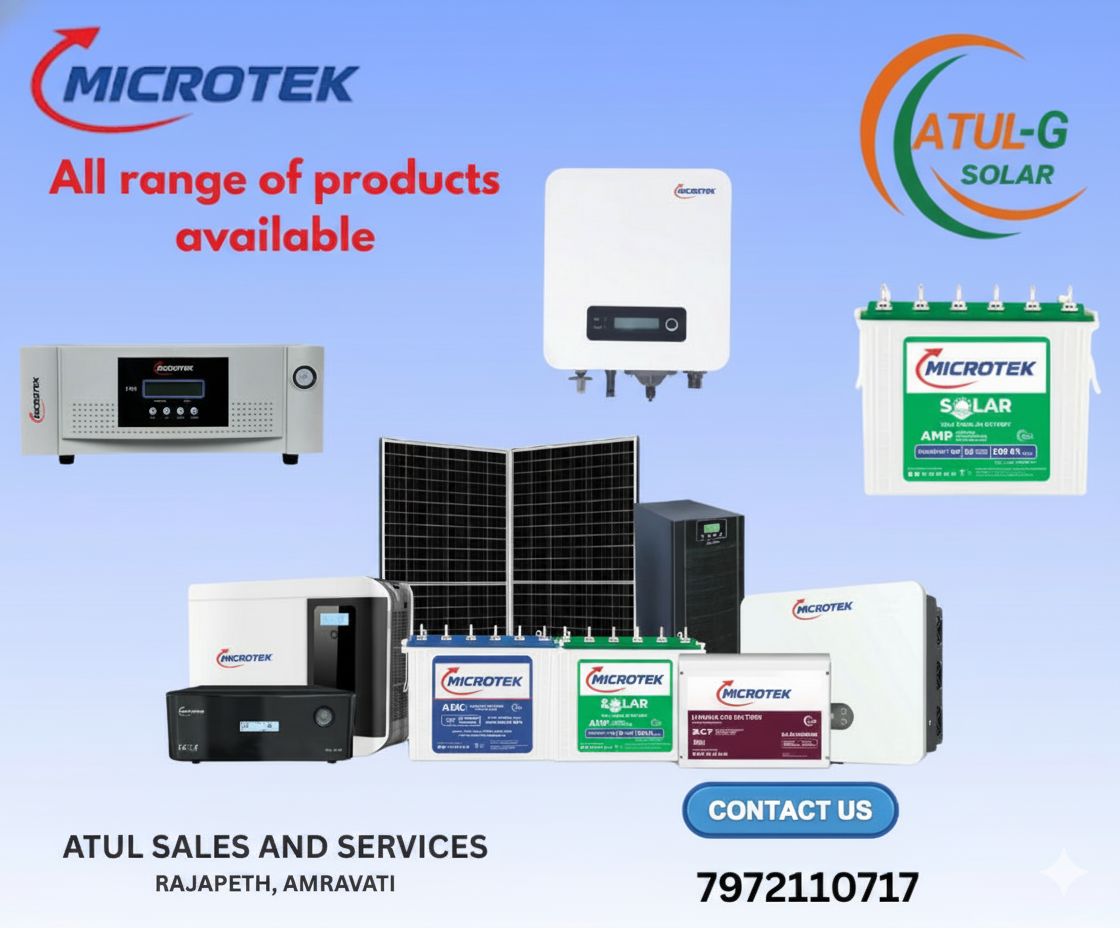 MICROTEK
ATUL-G
SOLAR
All range of products
available
MICROTEK
MICROTEK
SOLAR
AMP
MICROTEK
MICROTEK
MICROTEK
SOLAR
MICROTEK
MICROTEK
CONTACT US
ATUL SALES AND SERVICES
RAJAPETH, AMRAVATI
7972110717